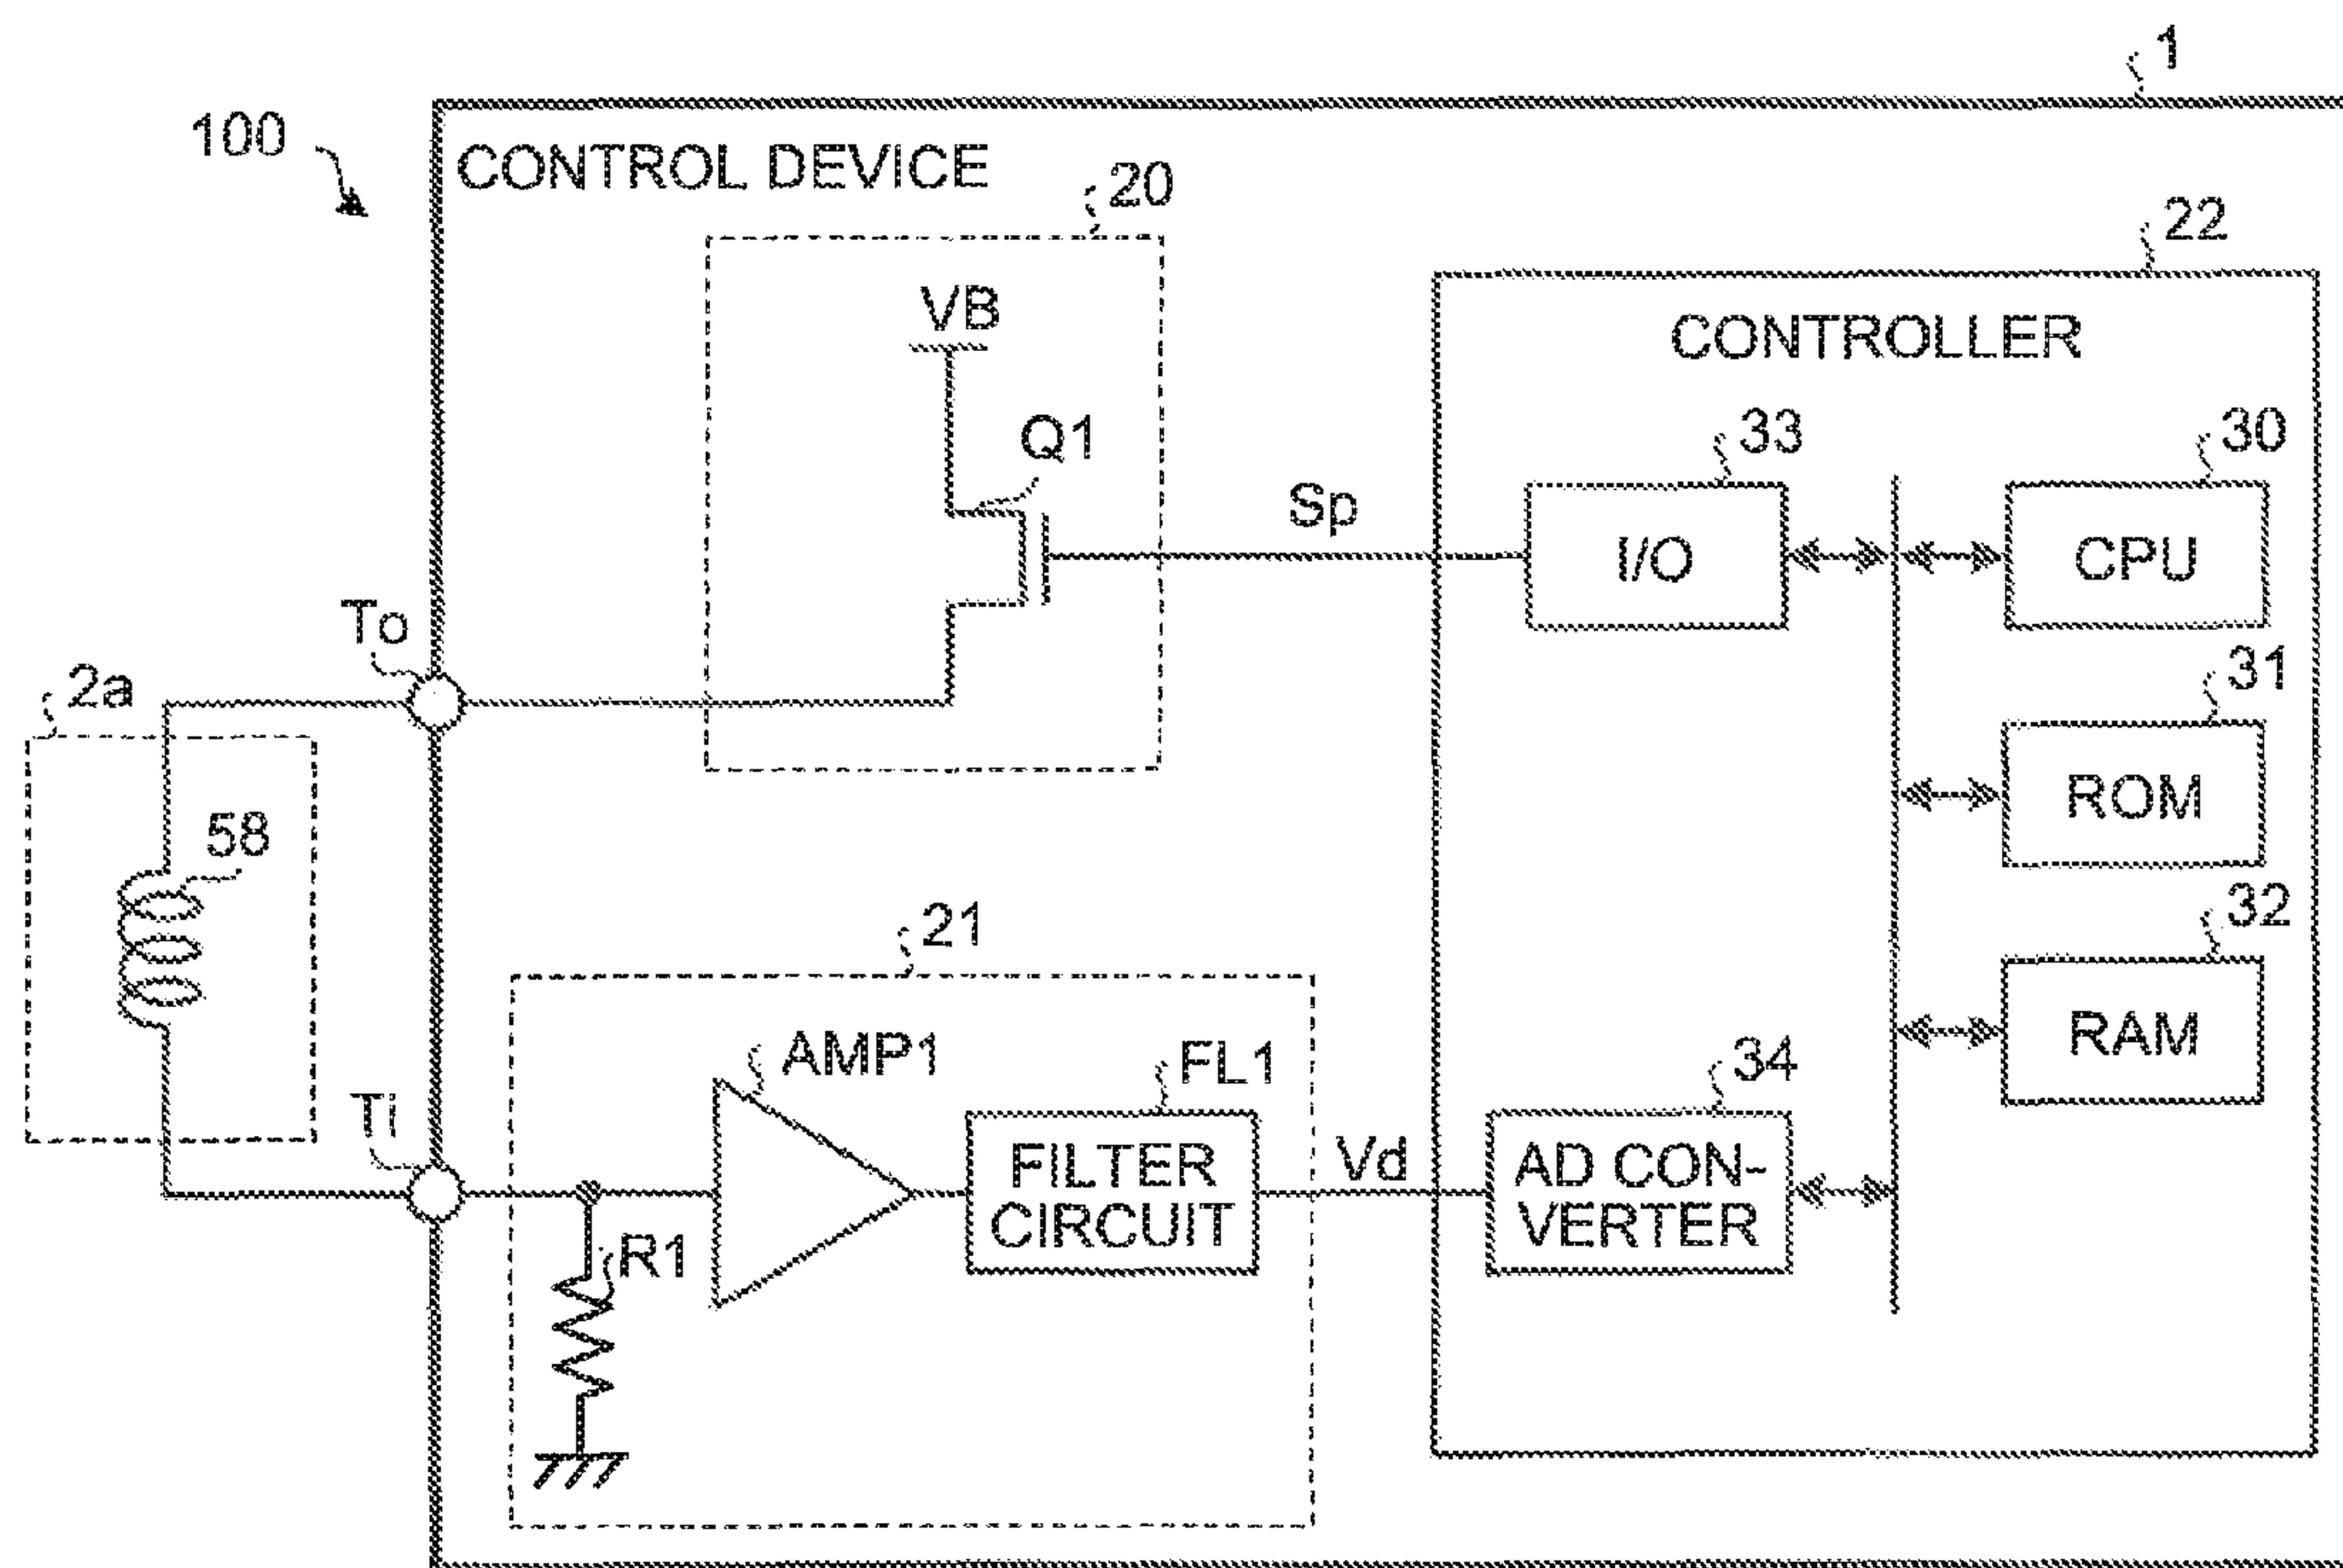 1
100
CONTROL DEVICE
20
22
VB
CONTROLLER
Q1
33
30
Sp
I/O
CPU
To
2a
31
ROM
58
21
32
RAM
AMP1
FL1
34
Ti
FILTER
CIRCUIT
Vd
AD CON-
VERTER
R1